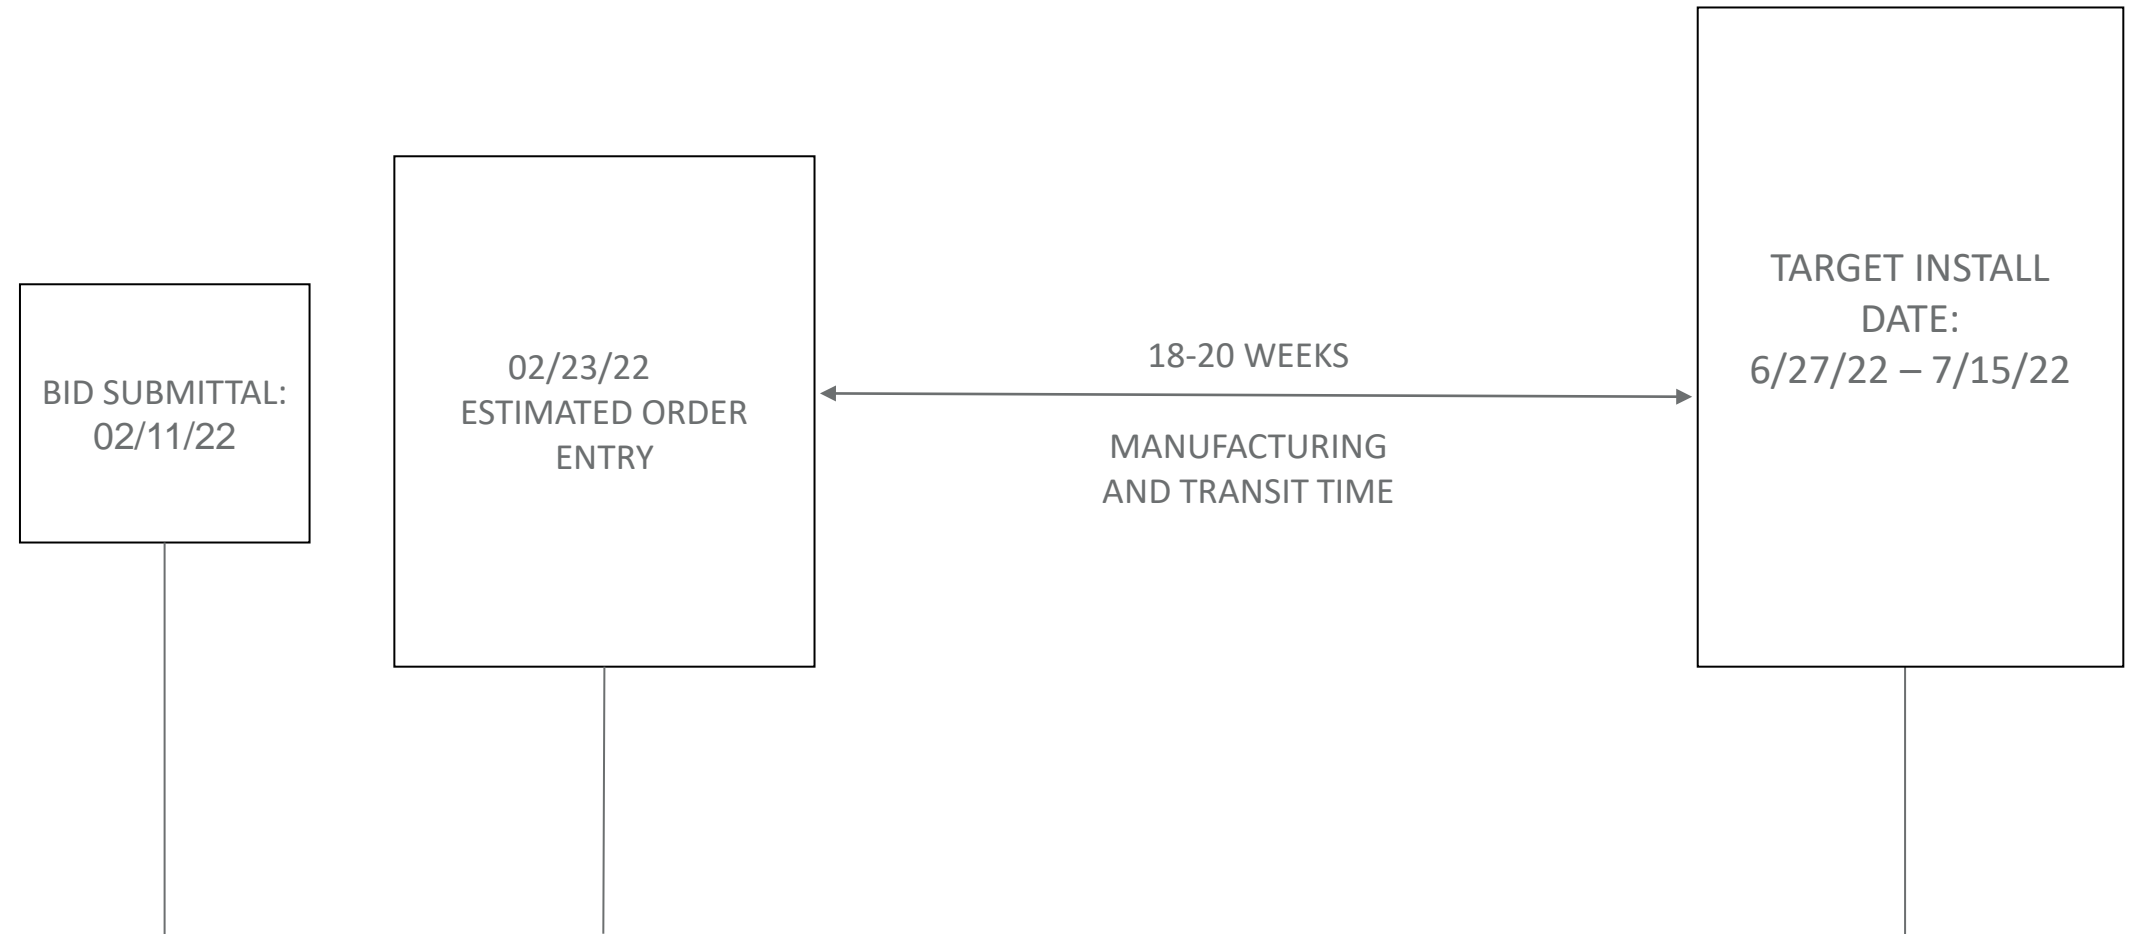 BID SUBMITTAL:
02/11/22
02/23/22
ESTIMATED ORDER
ENTRY
18-20 WEEKS
MANUFACTURING
AND TRANSIT TIME
TARGET INSTALL
DATE:
6/27/22 – 7/15/22